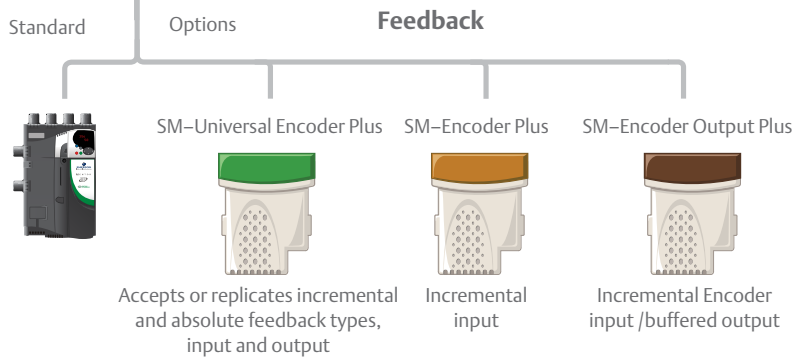 Standard
Options
Feedback
SM–Universal Encoder Plus
SM–Encoder Plus
SM–Encoder Output Plus
Accepts or replicates incremental
and absolute feedback types,
input and output
Incremental
input
Incremental Encoder
input /buffered output